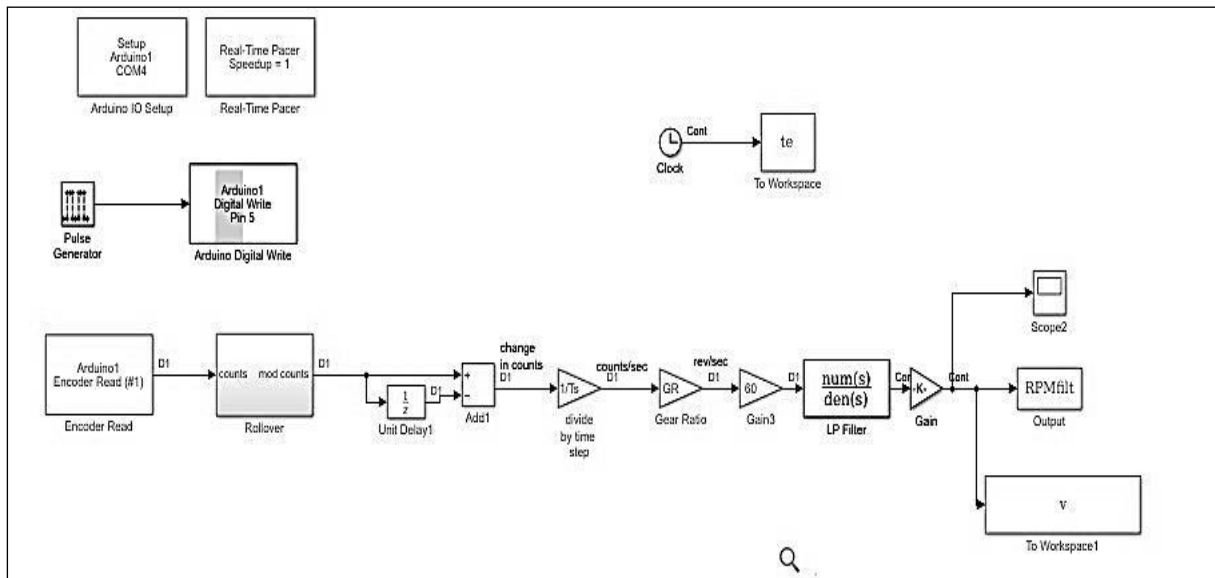 Setup
Arduino1
COM4
Arduino IO Setup
Real-Time Pacer
Speedup = 1
Real-Time Pacer
Cont
Clock
te
To Workspace
Pulse
Generator
Arduino1
Digital Write
Pin 5
Arduino Digital Write
Arduino1
Encoder Read (#1)
Encoder Read
D1
counts mod counts
Rollover
D1
1
z
Unit Delay1
D1
+
−
Add1
change
in counts
D1
1/Ts
divide
by time
step
counts/sec
D1
GR
Gear Ratio
rev/sec
D1
60
Gain3
D1
num(s)
den(s)
LP Filter
Cor
-K-
Gain
Cont
Scope2
RPMfilt
Output
v
To Workspace1